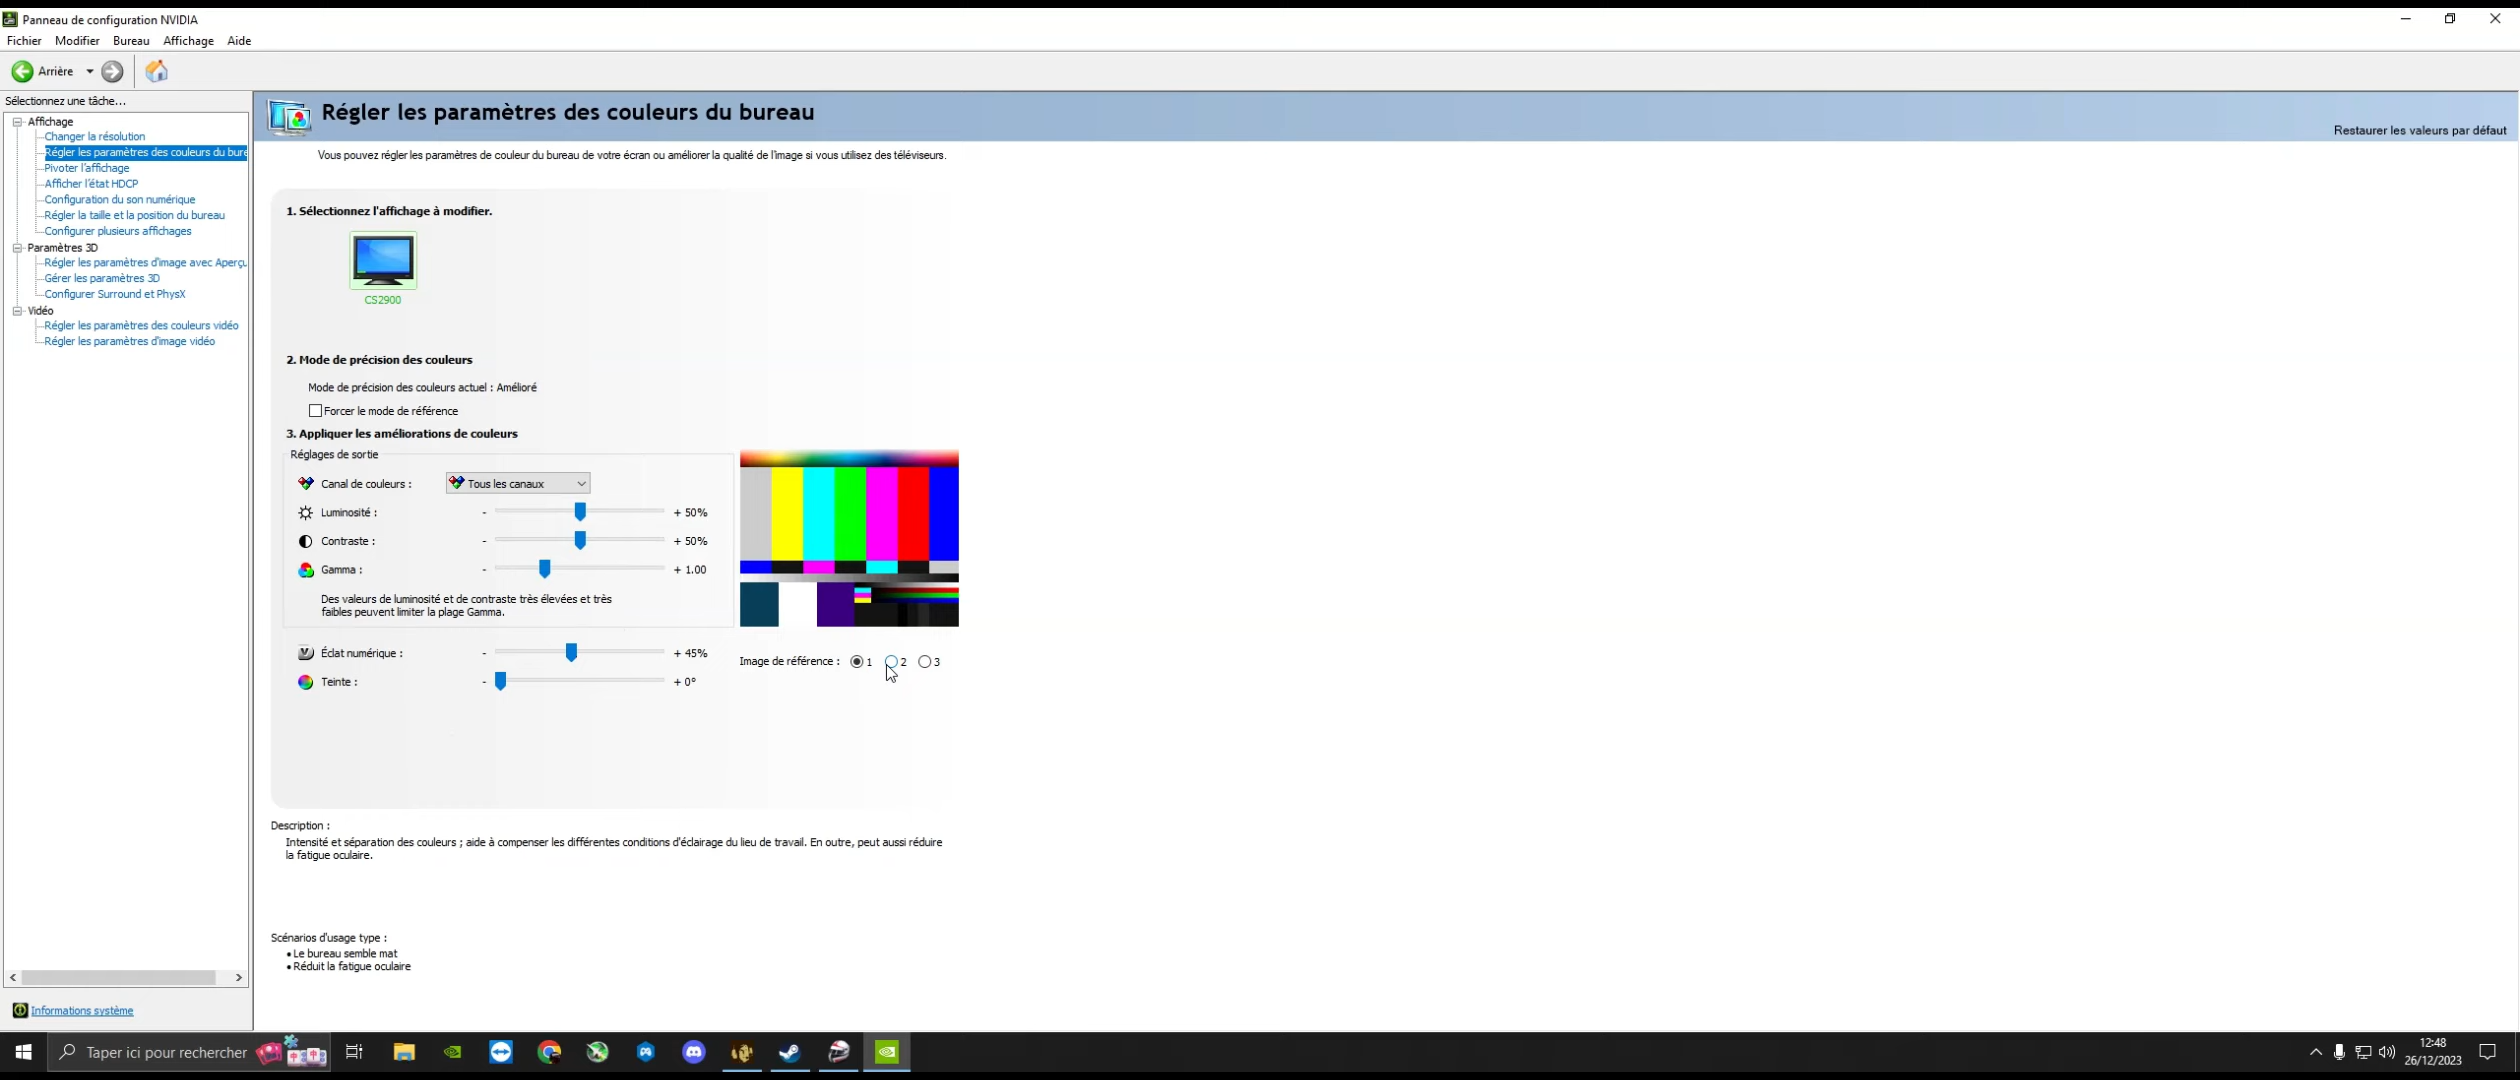 Panneau de configuration NVIDIA
Fichier Modifier Bureau Affichage Aide
Arrière
Sélectionnez une tâche...
Affichage
Changer la résolution
Régler les paramètres des couleurs du bure
Pivoter l'affichage
Afficher l'état HDCP
Configuration du son numérique
Régler la taille et la position du bureau
Configurer plusieurs affichages
Paramètres 3D
Régler les paramètres d'image avec Aperçu
Gérer les paramètres 3D
Configurer Surround et PhysX
Vidéo
Régler les paramètres des couleurs vidéo
Régler les paramètres d'image vidéo
Informations système
Régler les paramètres des couleurs du bureau
Restaurer les valeurs par défaut
Vous pouvez régler les paramètres de couleur du bureau de votre écran ou améliorer la qualité de l'image si vous utilisez des téléviseurs.
1. Sélectionnez l'affichage à modifier.
CS2900
2. Mode de précision des couleurs
Mode de précision des couleurs actuel : Amélioré
Forcer le mode de référence
3. Appliquer les améliorations de couleurs
Réglages de sortie
Canal de couleurs : Tous les canaux
Luminosité : - + 50%
Contraste : - + 50%
Gamma : - + 1.00
Des valeurs de luminosité et de contraste très élevées et très
faibles peuvent limiter la plage Gamma.
Éclat numérique : - + 45%
Teinte : - + 0°
Image de référence : 1 2 3
Description :
Intensité et séparation des couleurs ; aide à compenser les différentes conditions d'éclairage du lieu de travail. En outre, peut aussi réduire
la fatigue oculaire.
Scénarios d'usage type :
• Le bureau semble mat
• Réduit la fatigue oculaire
Taper ici pour rechercher
12:48
26/12/2023